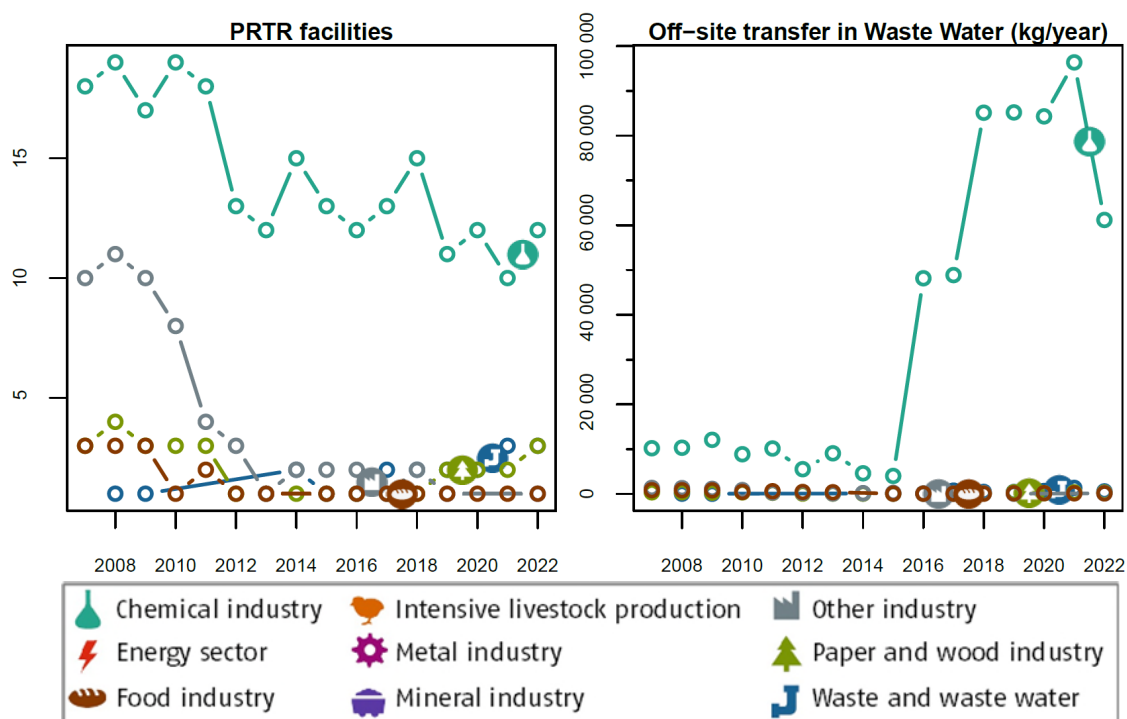 PRTR facilities
Off−site transfer in Waste Water (kg/year)
15
10
5
100 000
80 000
60 000
40 000
20 000
0
2008 2010 2012 2014 2016 2018 2020 2022
2008 2010 2012 2014 2016 2018 2020 2022
Chemical industry Intensive livestock production Other industry
Energy sector Metal industry Paper and wood industry
Food industry Mineral industry Waste and waste water